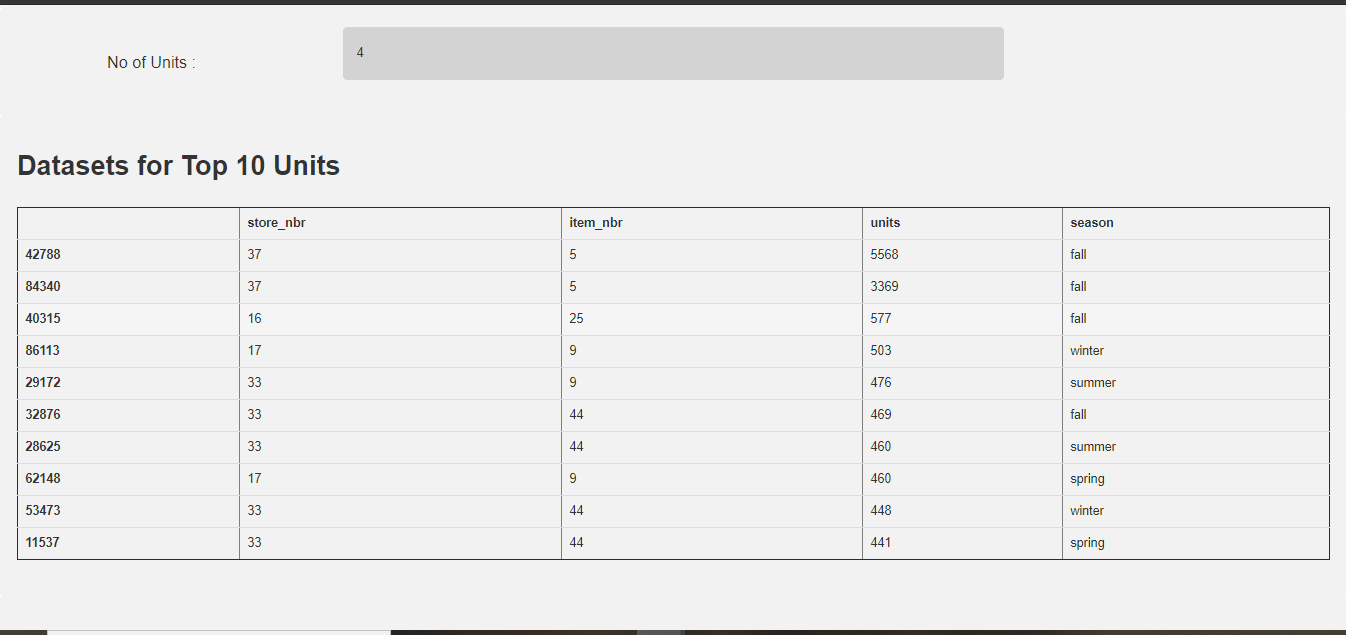 No of Units :
4
Datasets for Top 10 Units
store_nbr item_nbr units season
42788 37 5 5568 fall
84340 37 5 3369 fall
40315 16 25 577 fall
86113 17 9 503 winter
29172 33 9 476 summer
32876 33 44 469 fall
28625 33 44 460 summer
62148 17 9 460 spring
53473 33 44 448 winter
11537 33 44 441 spring